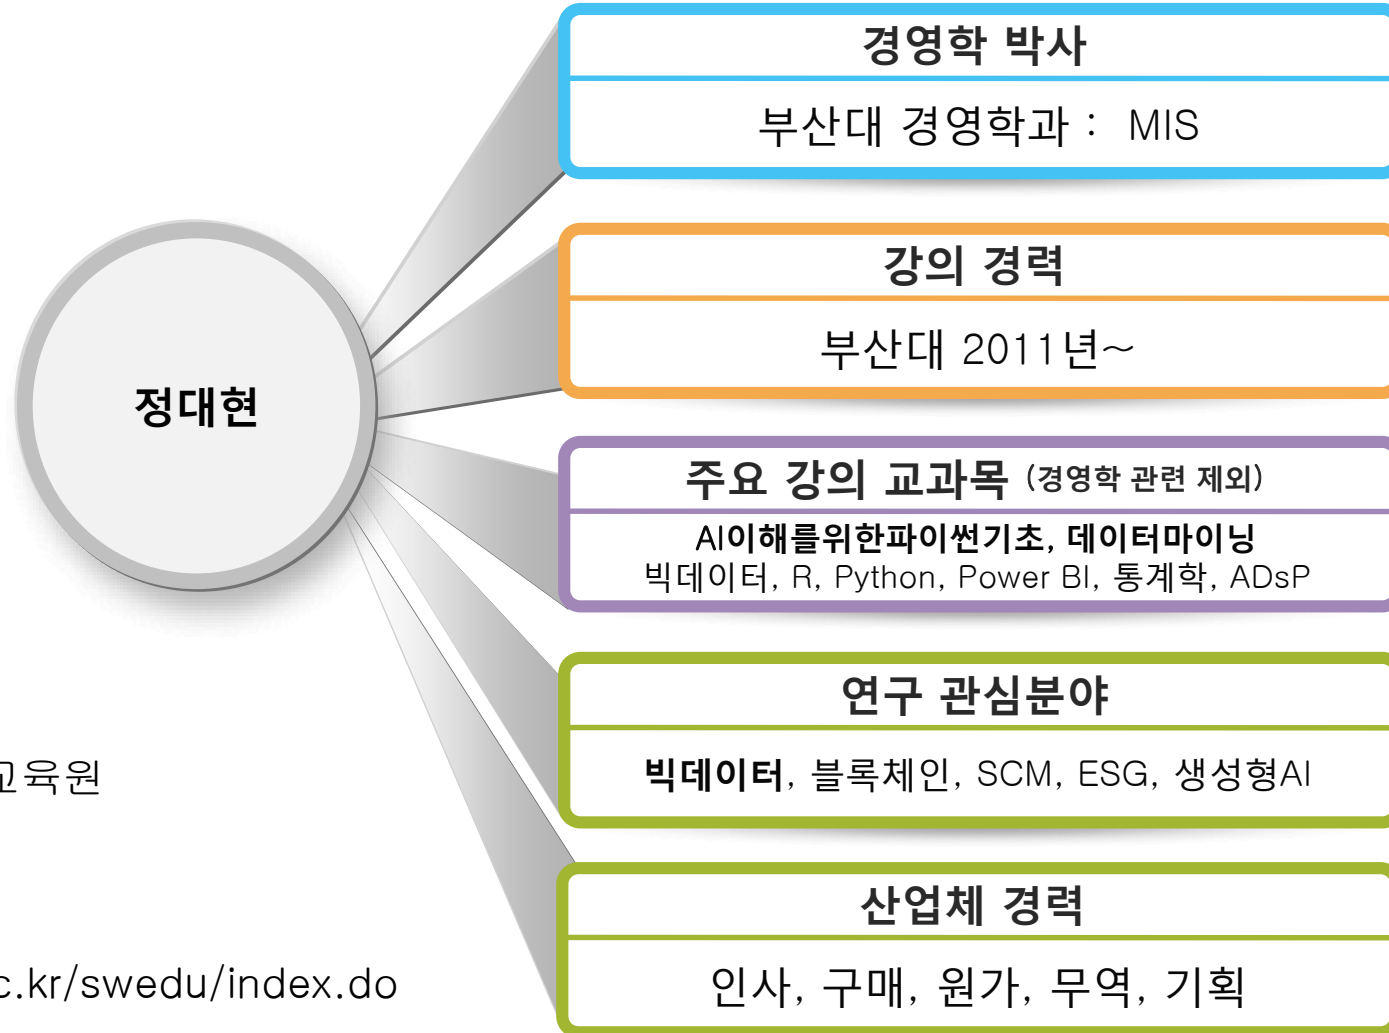 경영학 박사
부산대 경영학과 : MIS
강의 경력
부산대 2011년~
정대현
주요 강의 교과목 (경영학 관련 제외)
AI이해를위한파이썬기초, 데이터마이닝
빅데이터, R, Python, Power BI, 통계학, ADsP
연구 관심분야
빅데이터, 블록체인, SCM, ESG, 생성형AI
교육원
산업체 경력
인사, 구매, 원가, 무역, 기획
c.kr/swedu/index.do